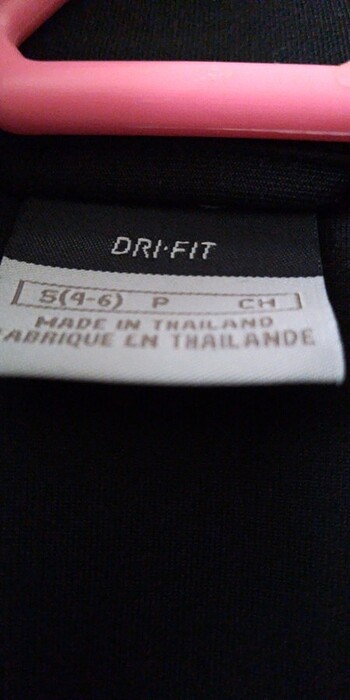 DRI·FIT
S(4-6) P CH
MADE IN THAILAND
FABRIQUE EN THAILANDE